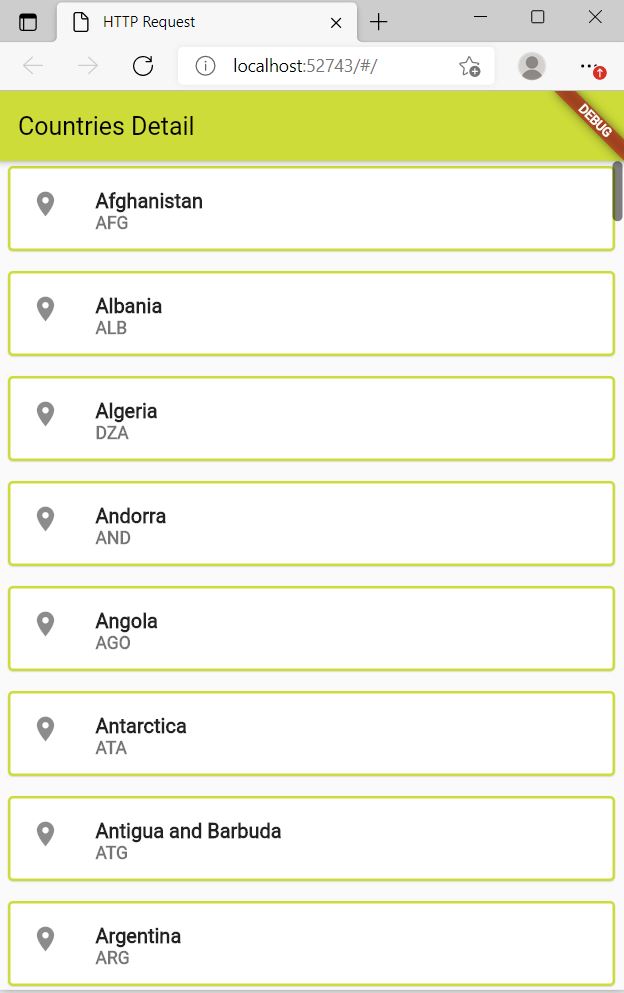 HTTP Request
localhost:52743/#/
Countries Detail
DEBUG
Afghanistan
AFG
Albania
ALB
Algeria
DZA
Andorra
AND
Angola
AGO
Antarctica
ATA
Antigua and Barbuda
ATG
Argentina
ARG